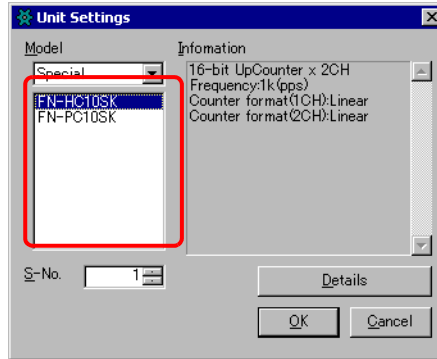 Unit Settings
Model
Infomation
Special
FN-HC10SK
FN-PC10SK
16-bit UpCounter x 2CH
Frequency:1k(pps)
Counter format(1CH):Linear
Counter format(2CH):Linear
S-No.
1
Details
OK
Cancel